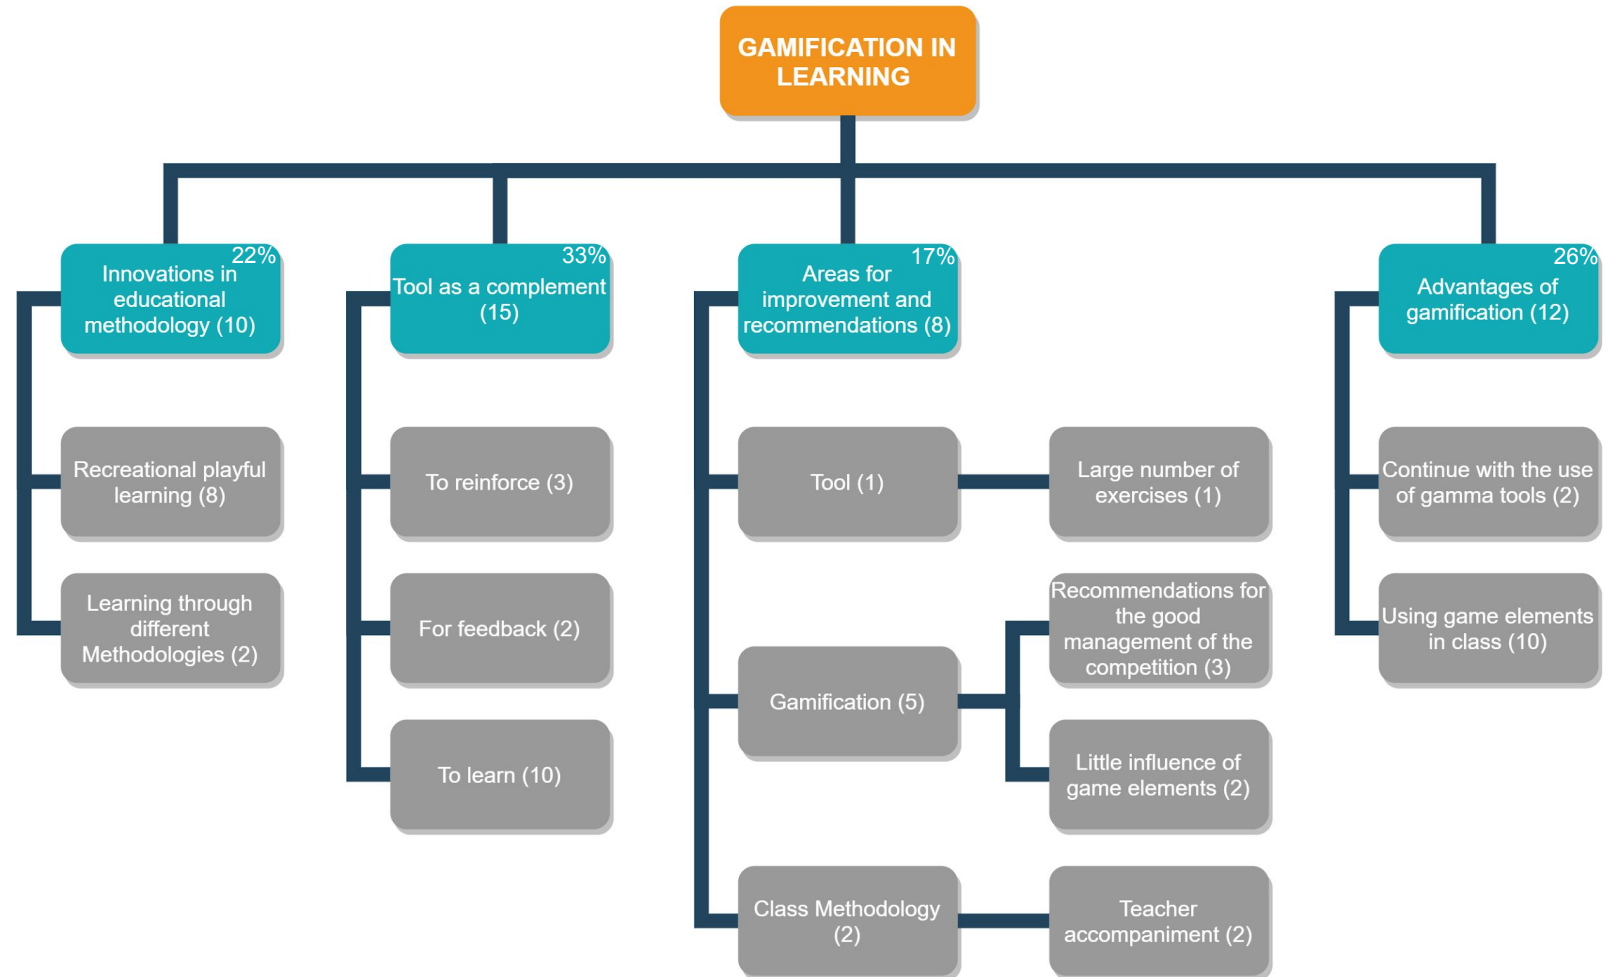 GAMIFICATION IN
LEARNING
22%
Innovations in
educational
methodology (10)
33%
Tool as a complement
(15)
17%
Areas for
improvement and
recommendations (8)
26%
Advantages of
gamification (12)
Recreational playful
learning (8)
Learning through
different
Methodologies (2)
To reinforce (3)
For feedback (2)
To learn (10)
Tool (1)
Large number of
exercises (1)
Gamification (5)
Recommendations for
the good
management of the
competition (3)
Little influence of
game elements (2)
Class Methodology
(2)
Teacher
accompaniment (2)
Continue with the use
of gamma tools (2)
Using game elements
in class (10)